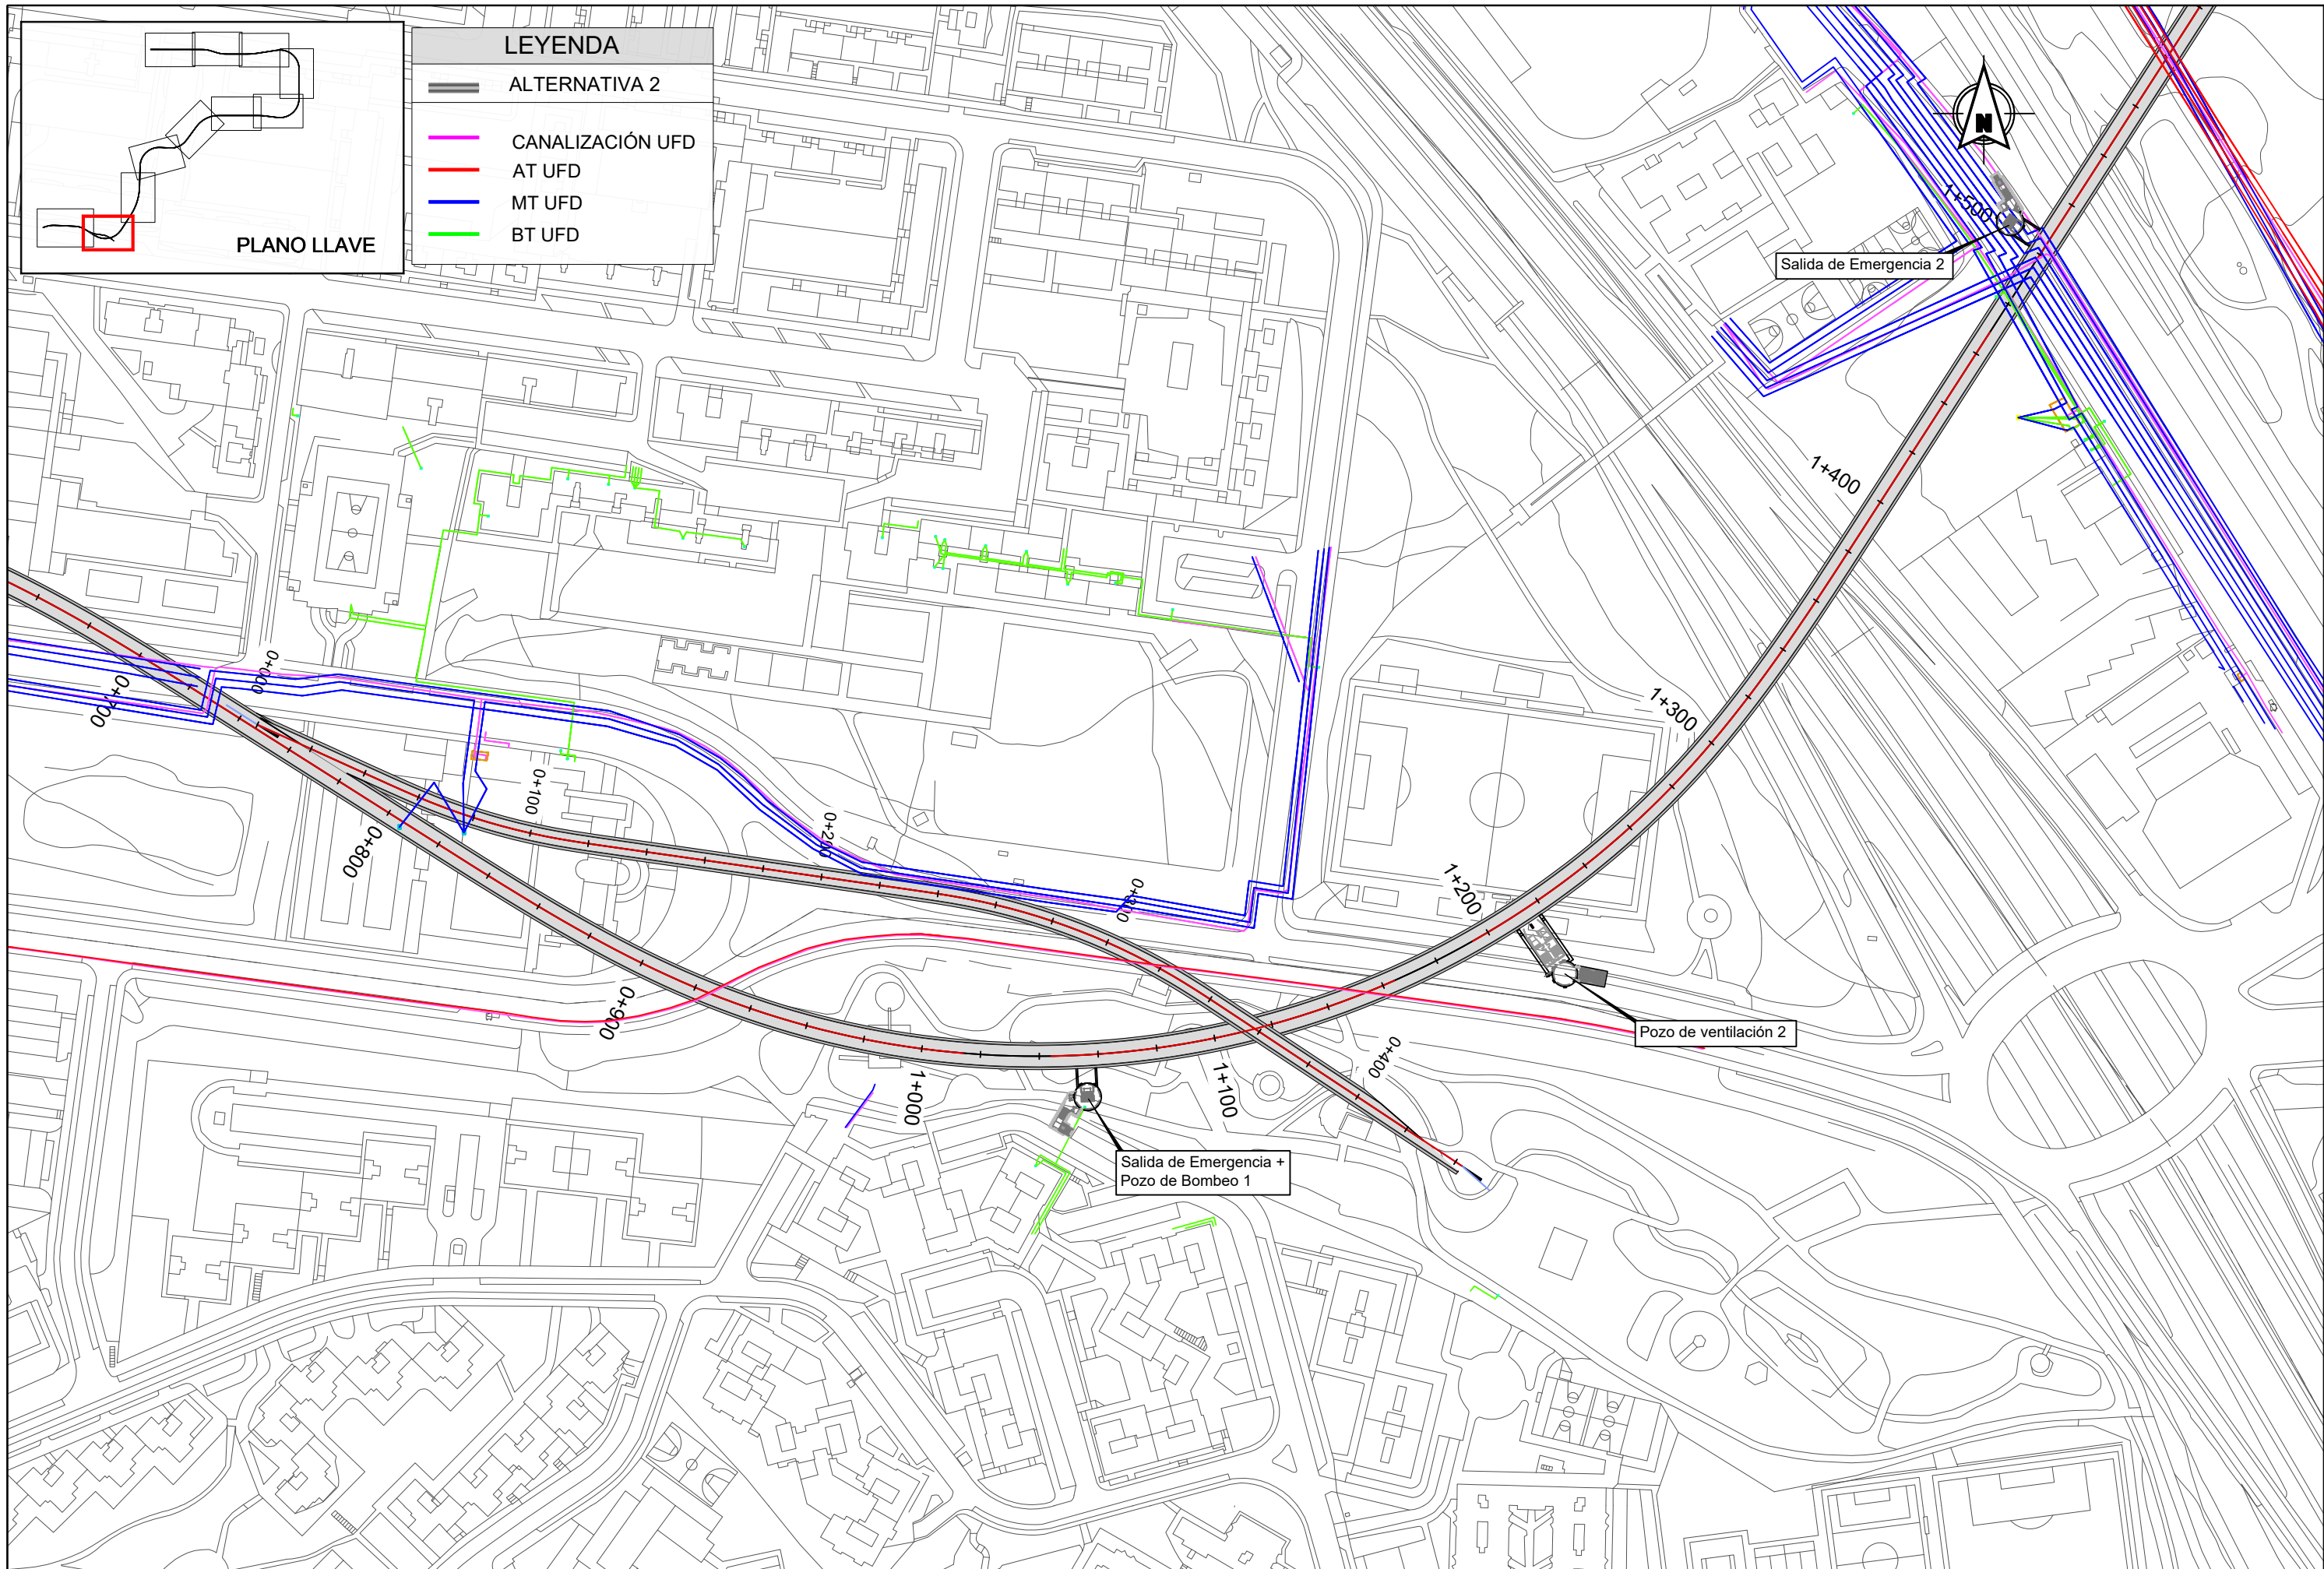 PLANO LLAVE
LEYENDA
ALTERNATIVA 2
CANALIZACIÓN UFD
AT UFD
MT UFD
BT UFD
N
1+500
Salida de Emergencia 2
1+400
1+300
1+200
Pozo de ventilación 2
0+700
0+000
0+800
0+100
0+200
0+300
0+900
1+000
1+100
0+400
Salida de Emergencia +
Pozo de Bombeo 1